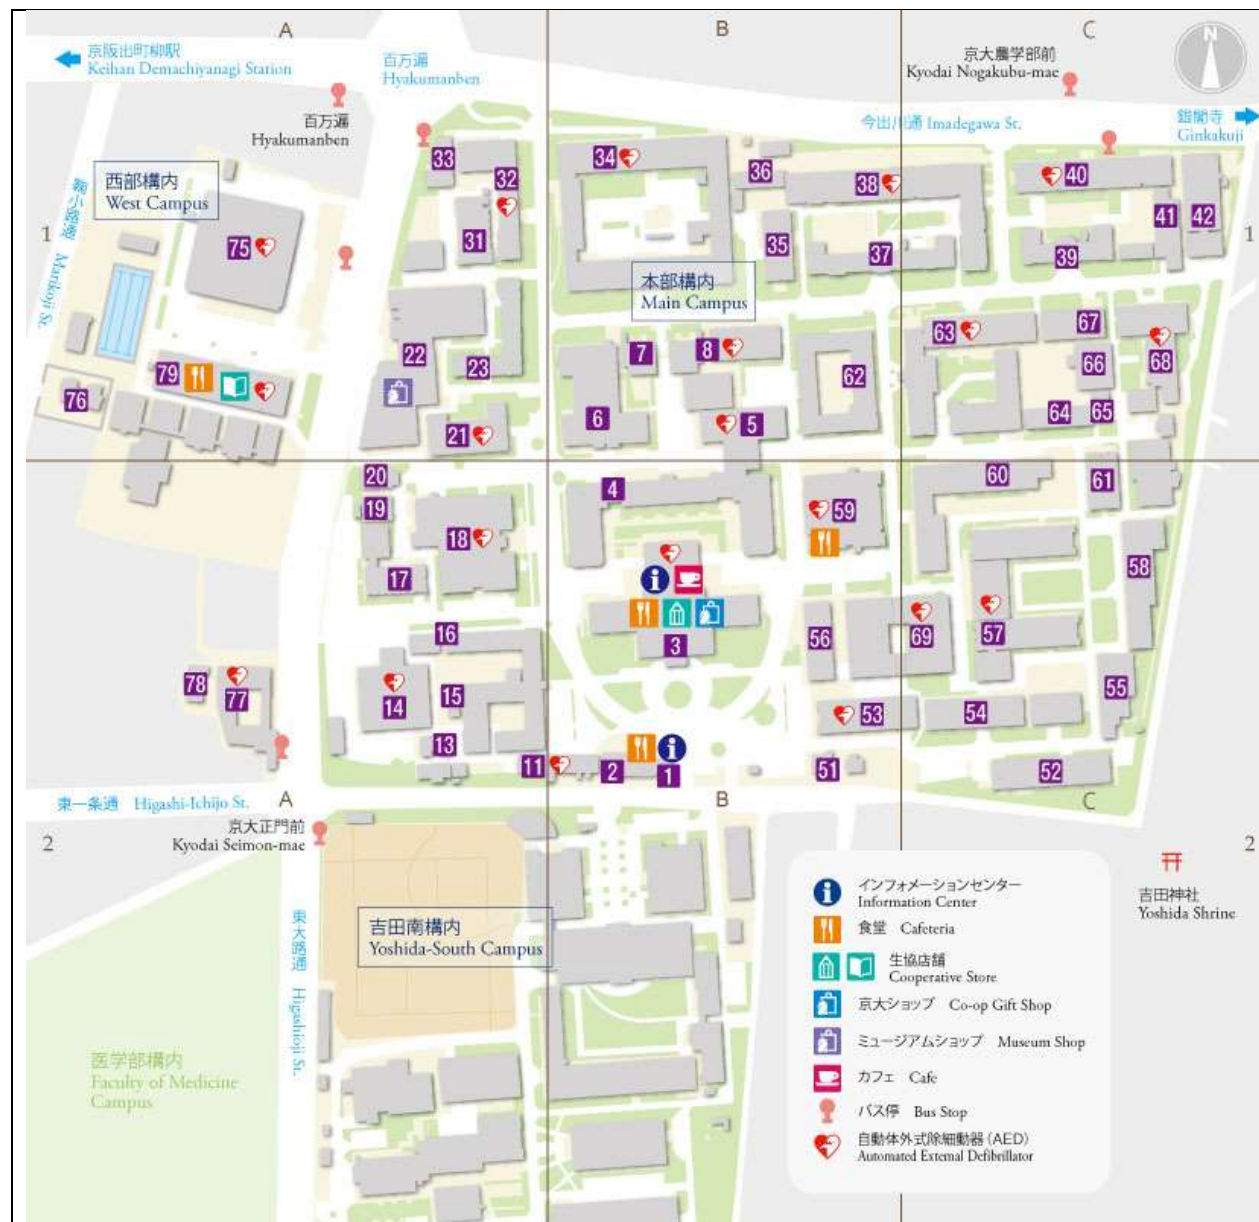 A
B
C
京阪出町柳駅
Keihan Demachiyanagi Station
百万遍
Hyakumanben
京大農学部前
Kyodai Nogakubu-mae
N
百万遍
Hyakumanben
今出川通 Imadegawa St.
銀閣寺
Ginkakuji
西部構内
West Campus
鞠小路通 Marikoji St.
本部構内
Main Campus
1
1
33
32
31
34
36
38
35
37
40
41
42
39
75
22
23
21
79
76
7
8
6
5
62
63
67
66
68
64
65
20
19
18
17
4
59
60
61
58
16
15
14
13
78
77
3
56
69
57
55
53
54
11
2
1
51
52
東一条通 Higashi-Ichijo St.
A
B
C
2
2
京大正門前
Kyodai Seimon-mae
東大路通 Higashioji St.
吉田南構内
Yoshida-South Campus
医学部構内
Faculty of Medicine
Campus
吉田神社
Yoshida Shrine
インフォメーションセンター
Information Center
食堂 Cafeteria
生協店舗
Cooperative Store
京大ショップ Co-op Gift Shop
ミュージアムショップ Museum Shop
カフェ Cafe
バス停 Bus Stop
自動体外式除細動器(AED)
Automated External Defibrillator